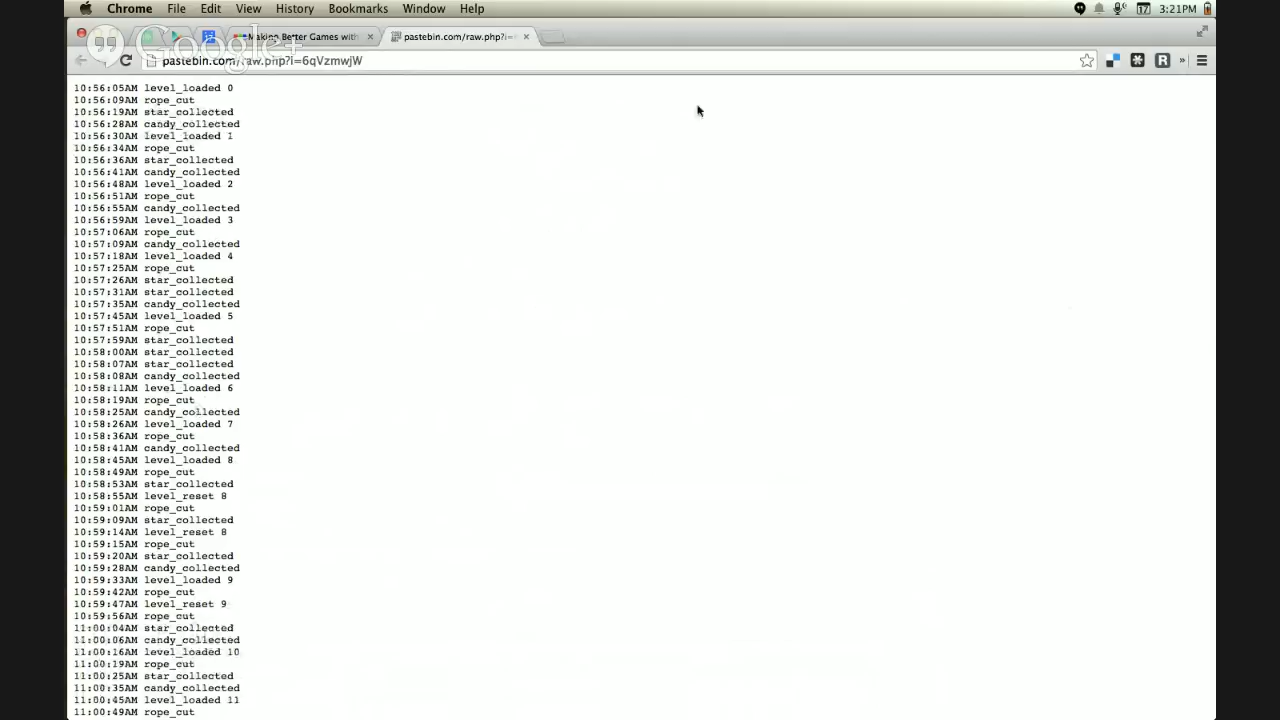 Chrome File Edit View History Bookmarks Window Help 17 3:21PM
Google+
Making Better Games with pastebin.com/raw.php?i=
pastebin.com/raw.php?i=6qVzmwjW
10:56:05AM level_loaded 0
10:56:09AM rope_cut
10:56:19AM star_collected
10:56:28AM candy_collected
10:56:30AM level_loaded 1
10:56:34AM rope_cut
10:56:36AM star_collected
10:56:41AM candy_collected
10:56:48AM level_loaded 2
10:56:51AM rope_cut
10:56:55AM candy_collected
10:56:59AM level_loaded 3
10:57:06AM rope_cut
10:57:09AM candy_collected
10:57:18AM level_loaded 4
10:57:25AM rope_cut
10:57:26AM star_collected
10:57:31AM star_collected
10:57:35AM candy_collected
10:57:45AM level_loaded 5
10:57:51AM rope_cut
10:57:59AM star_collected
10:58:00AM star_collected
10:58:07AM star_collected
10:58:08AM candy_collected
10:58:11AM level_loaded 6
10:58:19AM rope_cut
10:58:25AM candy_collected
10:58:26AM level_loaded 7
10:58:36AM rope_cut
10:58:41AM candy_collected
10:58:45AM level_loaded 8
10:58:49AM rope_cut
10:58:53AM star_collected
10:58:55AM level_reset 8
10:59:01AM rope_cut
10:59:09AM star_collected
10:59:14AM level_reset 8
10:59:15AM rope_cut
10:59:20AM star_collected
10:59:28AM candy_collected
10:59:33AM level_loaded 9
10:59:42AM rope_cut
10:59:47AM level_reset 9
10:59:56AM rope_cut
11:00:04AM star_collected
11:00:06AM candy_collected
11:00:16AM level_loaded 10
11:00:19AM rope_cut
11:00:25AM star_collected
11:00:35AM candy_collected
11:00:45AM level_loaded 11
11:00:49AM rope_cut